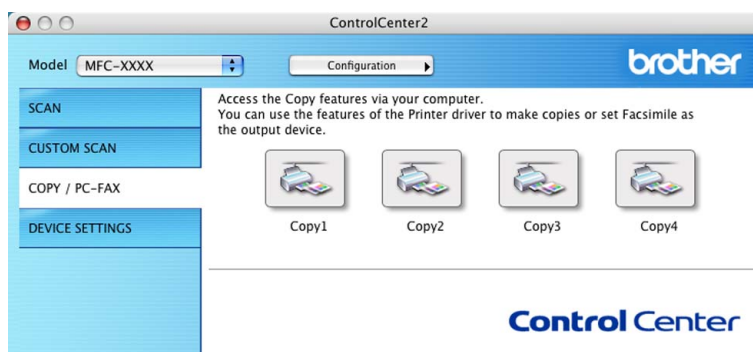 ControlCenter2
Model MFC-XXXX Configuration brother
SCAN
CUSTOM SCAN
COPY / PC-FAX
DEVICE SETTINGS
Access the Copy features via your computer.
You can use the features of the Printer driver to make copies or set Facsimile as
the output device.
Copy1 Copy2 Copy3 Copy4
Control Center